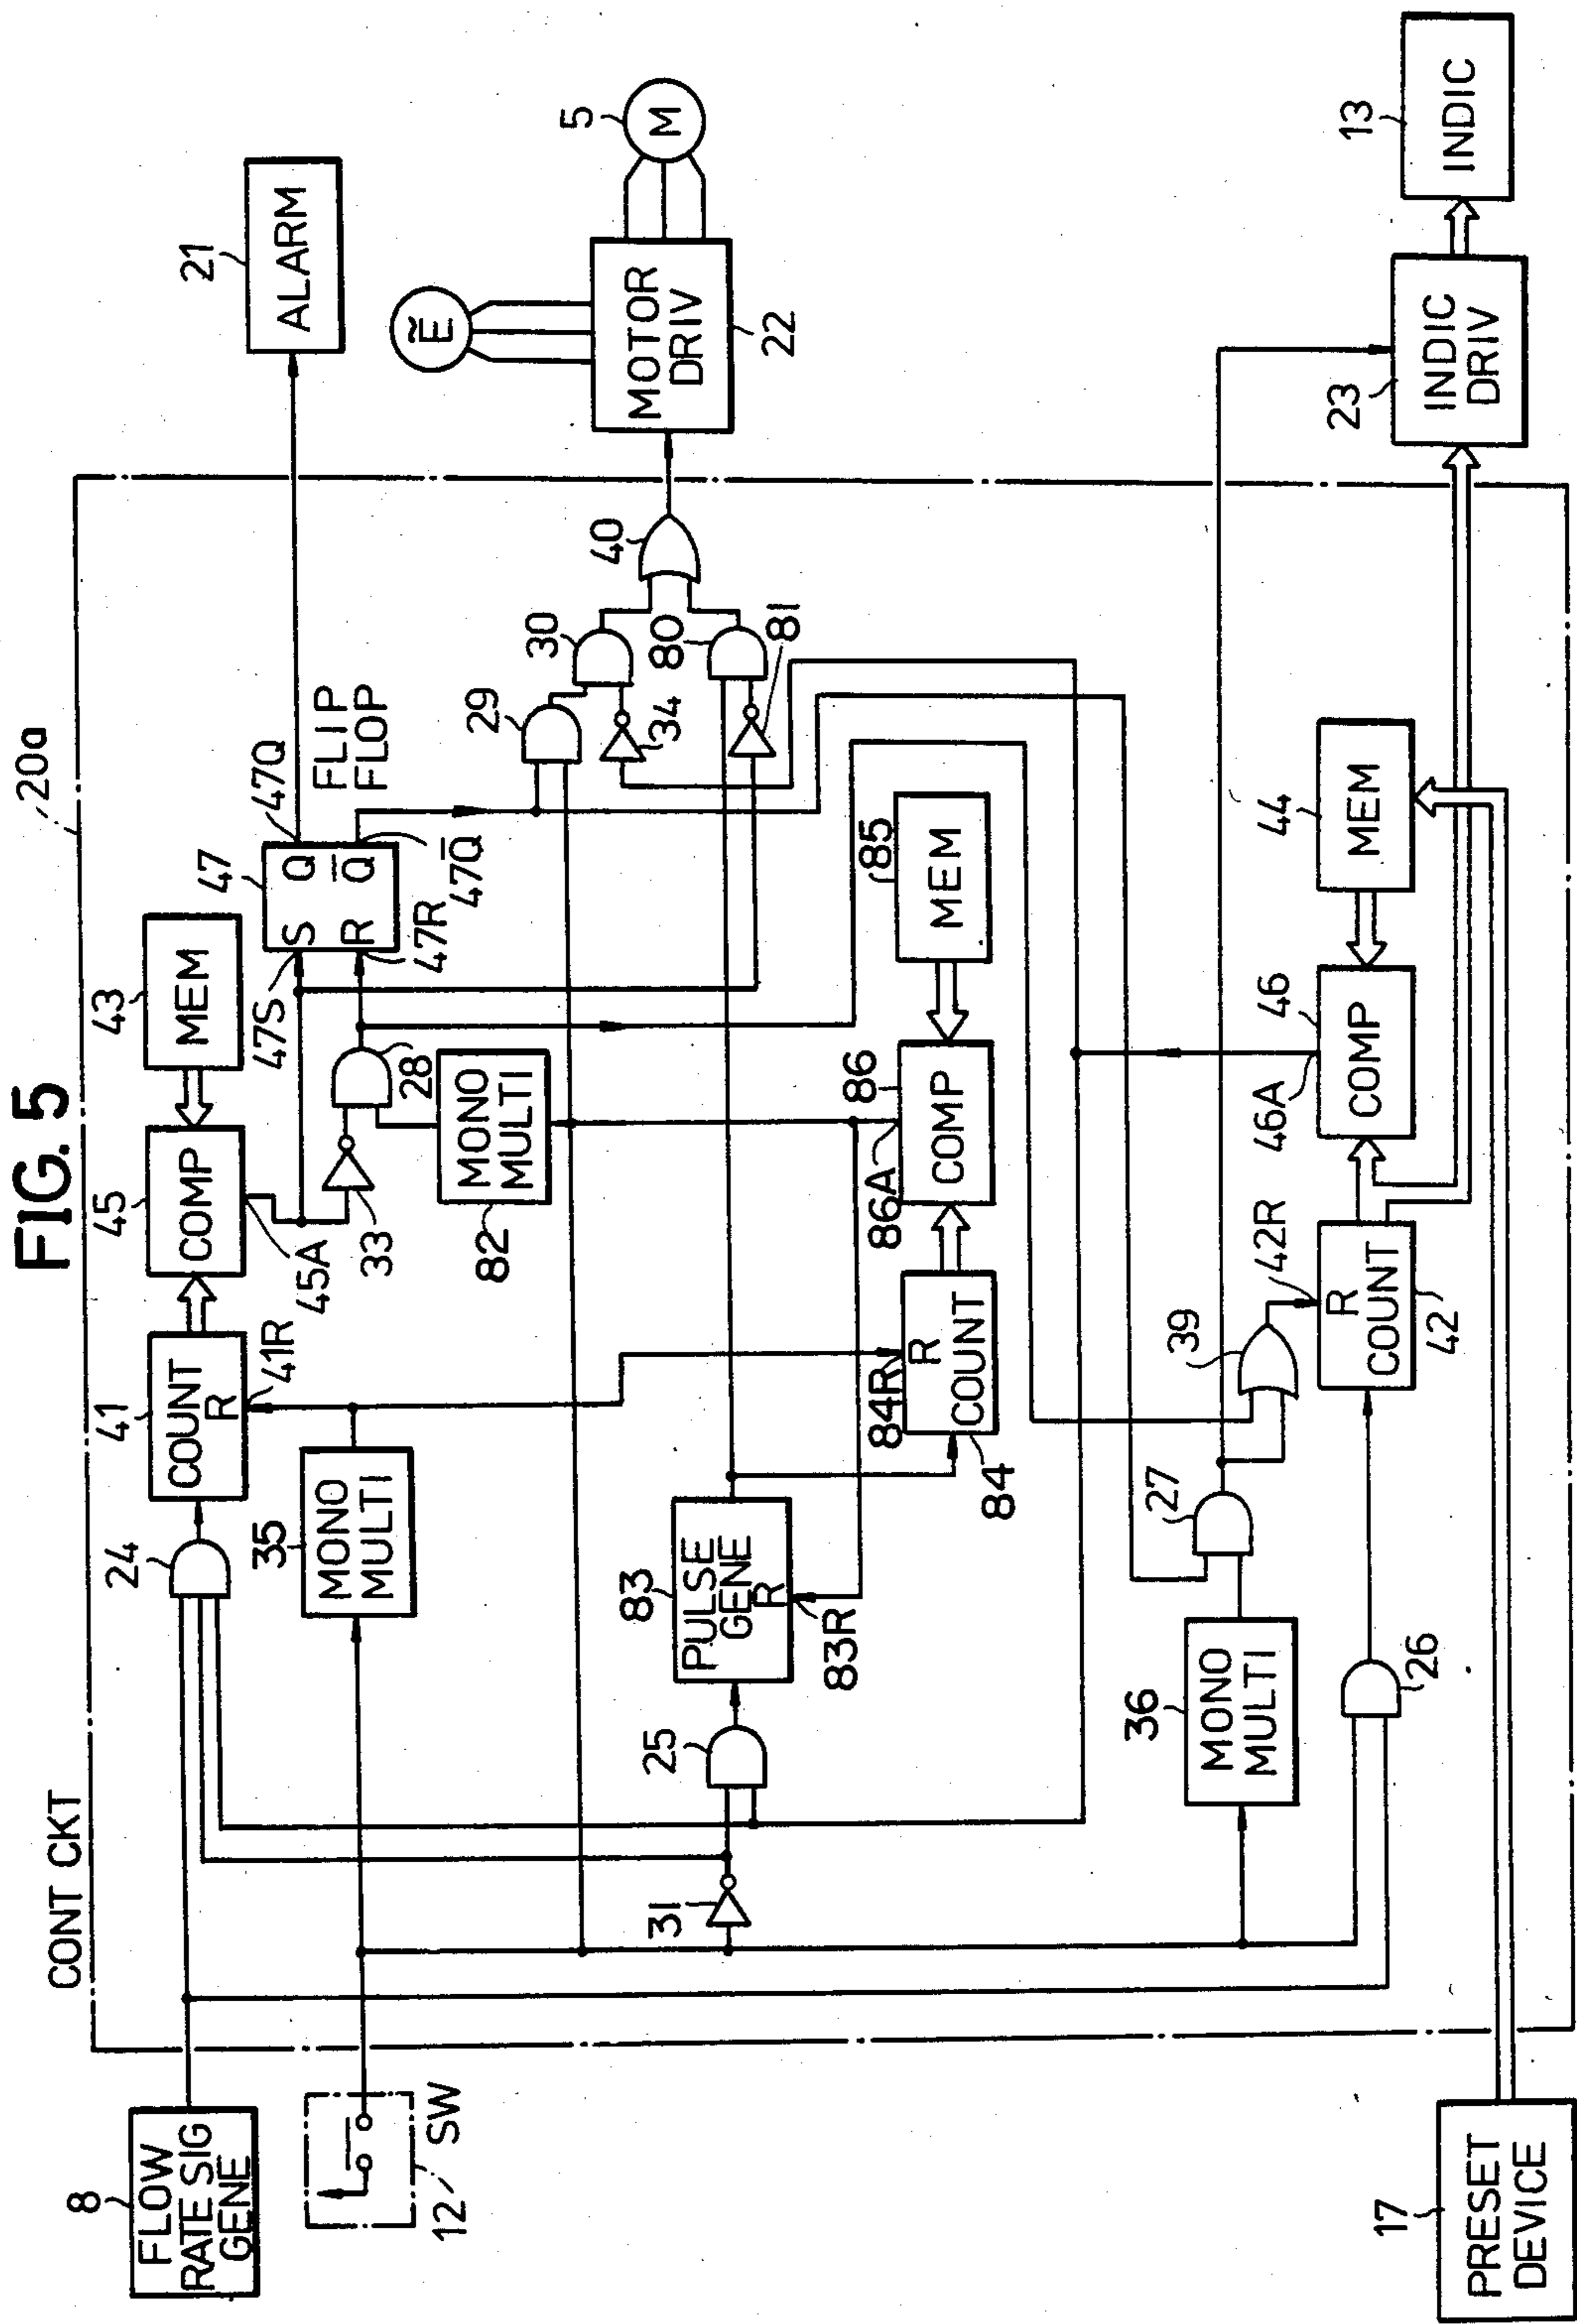 FIG. 5
CONT CKT
20a
8
FLOW
RATE SIG
GENE
12
SW
17
PRESET
DEVICE
24
41
COUNT
R
41R
45
COMP
45A
43
MEM
47
S
Q
R
Q̄
47S
47R
47Q
47Q̄
FLIP
FLOP
21
ALARM
35
MONO
MULTI
33
28
82
MONO
MULTI
29
30
34
40
80
81
Ẽ
MOTOR
DRIV
22
5
M
31
25
83
PULSE
GENE
R
83R
84R
R
COUNT
84
86A
86
COMP
85
MEM
36
MONO
MULTI
27
39
26
42R
R
COUNT
42
46A
46
COMP
44
MEM
23
INDIC
DRIV
13
INDIC